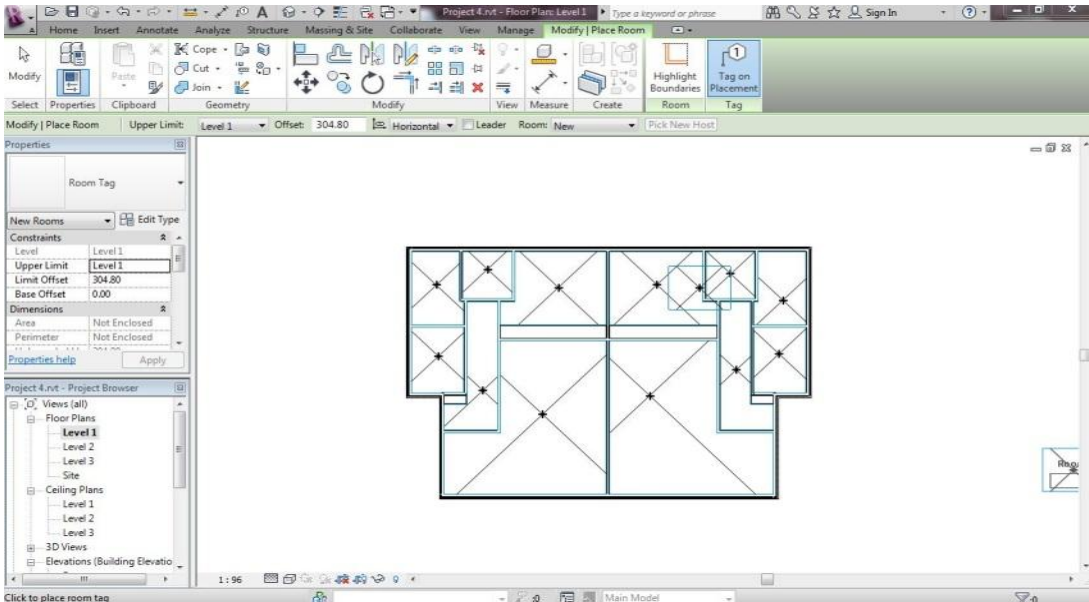 Project 4.rvt - Floor Plan: Level 1 Type a keyword or phrase Sign In
Home Insert Annotate Analyze Structure Massing & Site Collaborate View Manage Modify | Place Room
Modify Paste Cope Cut Join Highlight Boundaries Tag on Placement
Select Properties Clipboard Geometry Modify View Measure Create Room Tag
Modify | Place Room Upper Limit: Level 1 Offset: 304.80 Horizontal Leader Room: New Pick New Host
Properties
Room Tag
New Rooms Edit Type
Constraints
Level Level 1
Upper Limit Level 1
Limit Offset 304.80
Base Offset 0.00
Dimensions
Area Not Enclosed
Perimeter Not Enclosed
Properties help Apply
Project 4.rvt - Project Browser
Views (all)
Floor Plans
Level 1
Level 2
Level 3
Site
Ceiling Plans
Level 1
Level 2
Level 3
3D Views
Elevations (Building Elevatio
1 : 96
Click to place room tag :0 Main Model :0